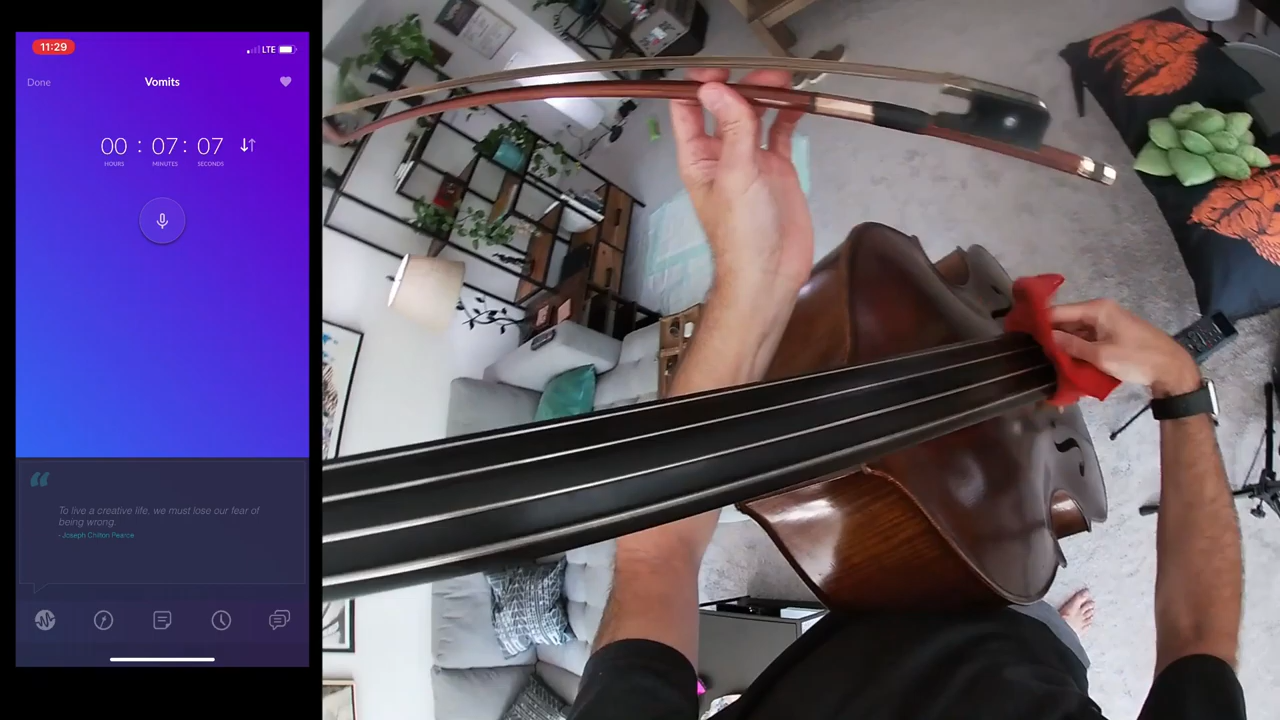 11:29
LTE
Done
Vomits
00 : 07 : 07
HOURS MINUTES SECONDS
To live a creative life, we must lose our fear of
being wrong.
- Joseph Chilton Pearce